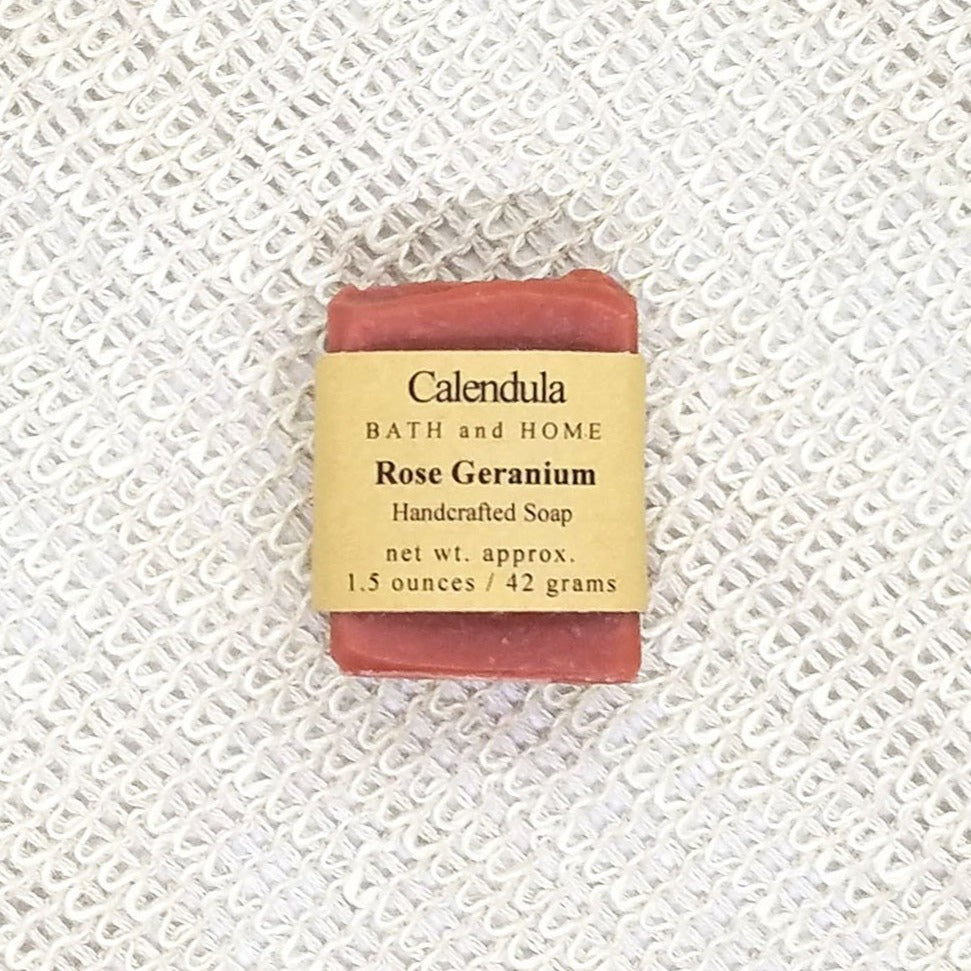 Calendula
BATH and HOME
Rose Geranium
Handcrafted Soap
net wt. approx.
1.5 ounces / 42 grams